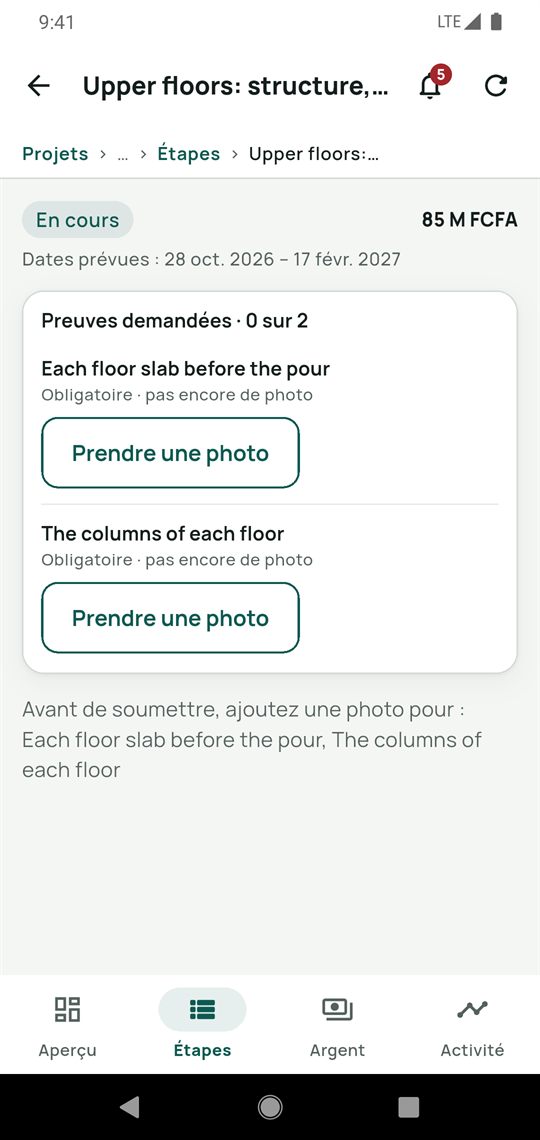 9:41
LTE
Upper floors: structure,...
5
Projets > ... > Étapes > Upper floors:...
En cours
85 M FCFA
Dates prévues : 28 oct. 2026 – 17 févr. 2027
Preuves demandées · 0 sur 2
Each floor slab before the pour
Obligatoire · pas encore de photo
Prendre une photo
The columns of each floor
Obligatoire · pas encore de photo
Prendre une photo
Avant de soumettre, ajoutez une photo pour :
Each floor slab before the pour, The columns of
each floor
Aperçu
Étapes
Argent
Activité